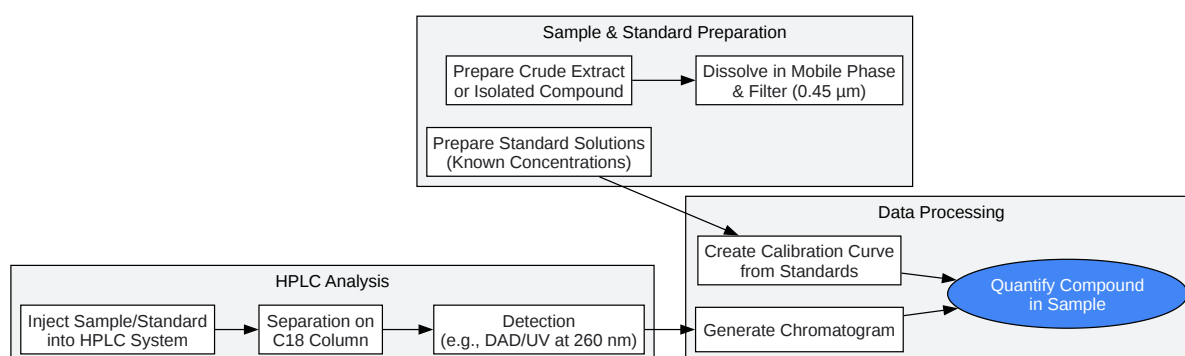 Sample & Standard Preparation
Prepare Crude Extract
or Isolated Compound
Dissolve in Mobile Phase
& Filter (0.45 µm)
Prepare Standard Solutions
(Known Concentrations)
Data Processing
Create Calibration Curve
from Standards
Quantify Compound
in Sample
Generate Chromatogram
HPLC Analysis
Inject Sample/Standard
into HPLC System
Separation on
C18 Column
Detection
(e.g., DAD/UV at 260 nm)